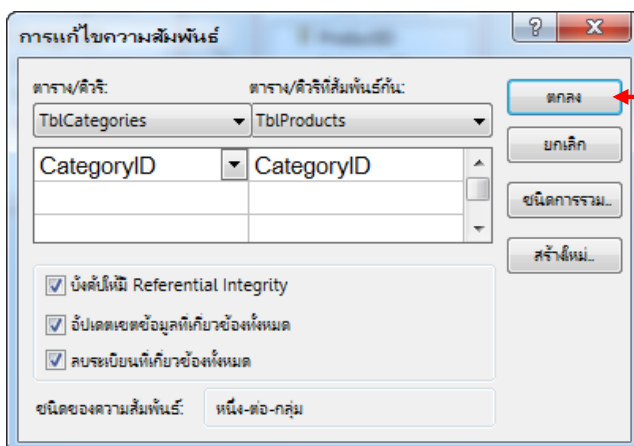 การแก้ไขความสัมพันธ์
ตาราง/คิวรี:
ตาราง/คิวรีที่สัมพันธ์กัน:
TblCategories
TblProducts
CategoryID
CategoryID
ตกลง
ยกเลิก
ชนิดการรวม..
สร้างใหม่..
บังคับให้มี Referential Integrity
อัปเดตเขตข้อมูลที่เกี่ยวข้องทั้งหมด
ลบระเบียนที่เกี่ยวข้องทั้งหมด
ชนิดของความสัมพันธ์:
หนึ่ง-ต่อ-กลุ่ม